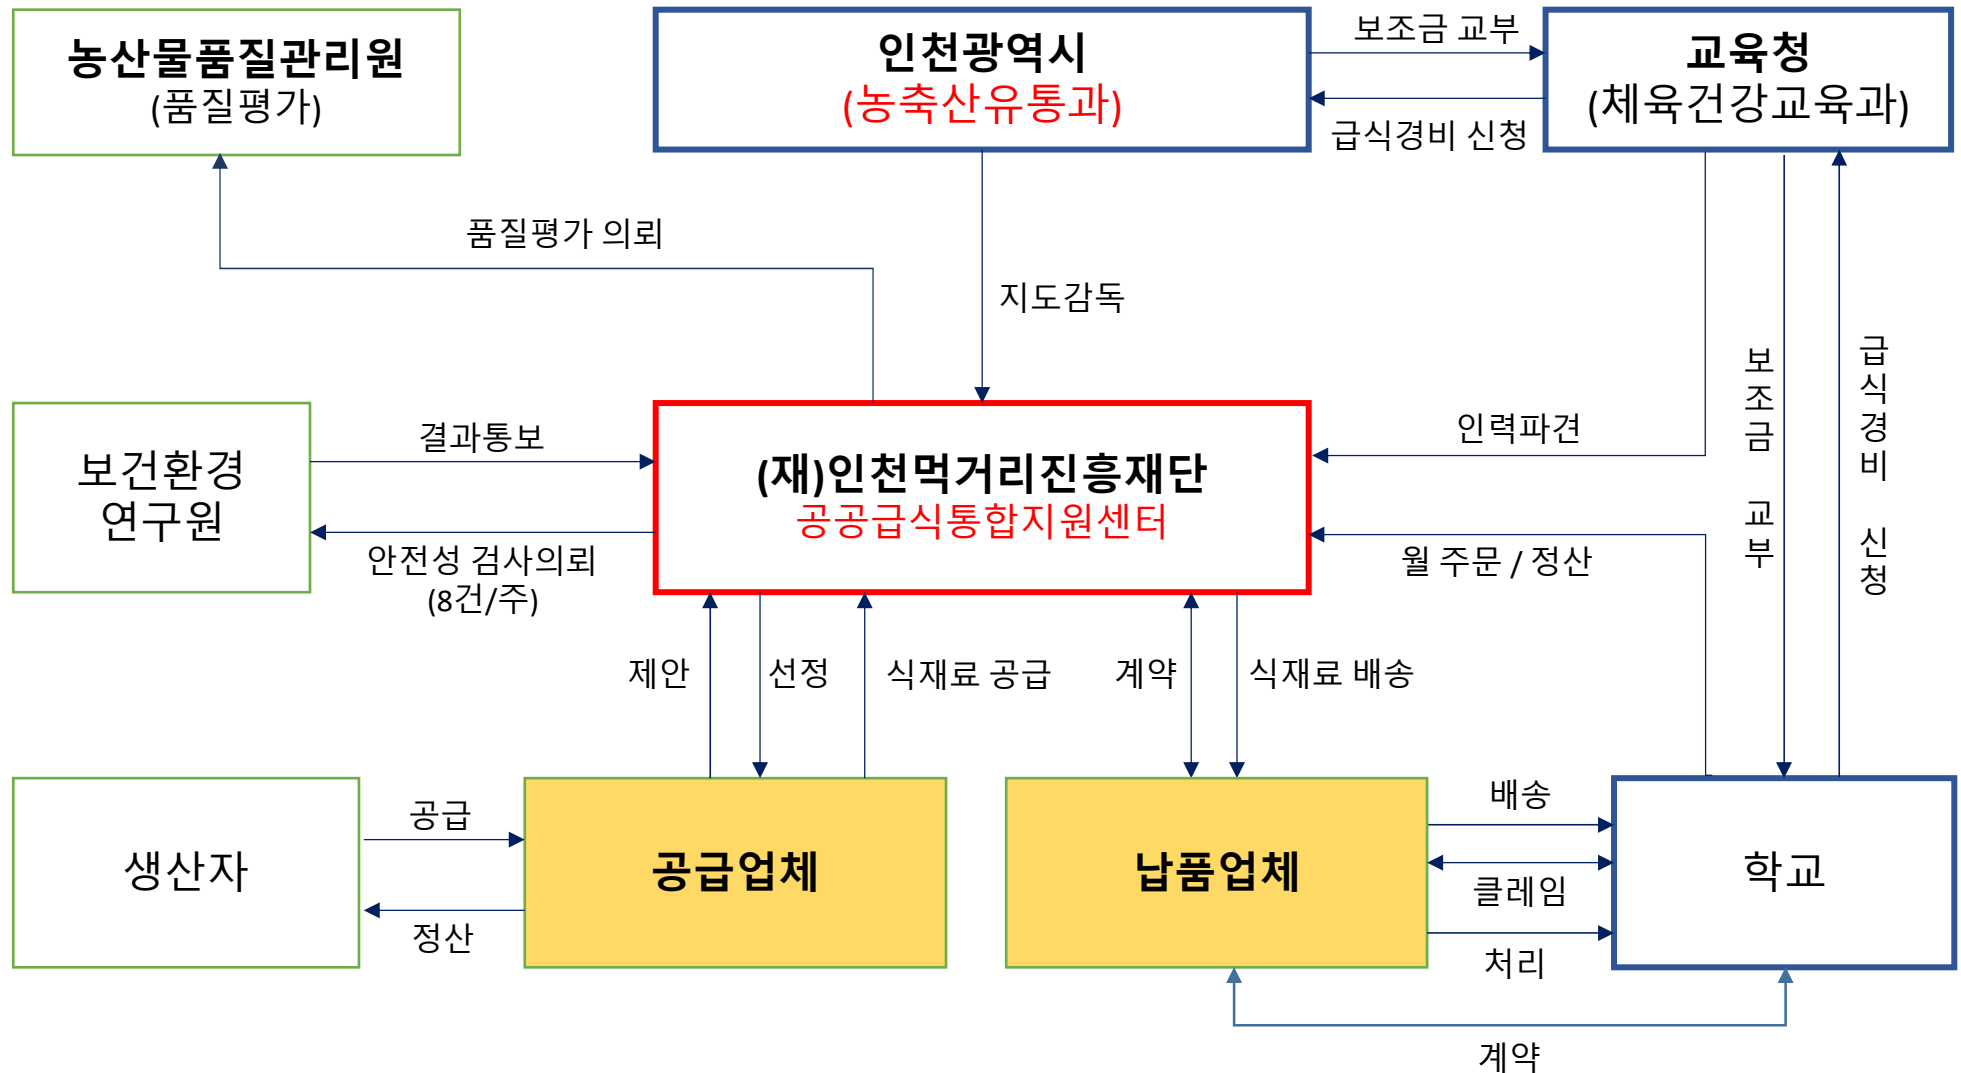 농산물품질관리원
(품질평가)
인천광역시
(농축산유통과)
보조금 교부
급식경비 신청
교육청
(체육건강교육과)
품질평가 의뢰
지도감독
보조금 교부
급식경비 신청
보건환경
연구원
결과통보
안전성 검사의뢰
(8건/주)
(재)인천먹거리진흥재단
공공급식통합지원센터
인력파견
월 주문 / 정산
제안
선정
식재료 공급
계약
식재료 배송
생산자
공급
정산
공급업체
납품업체
배송
클레임
처리
학교
계약